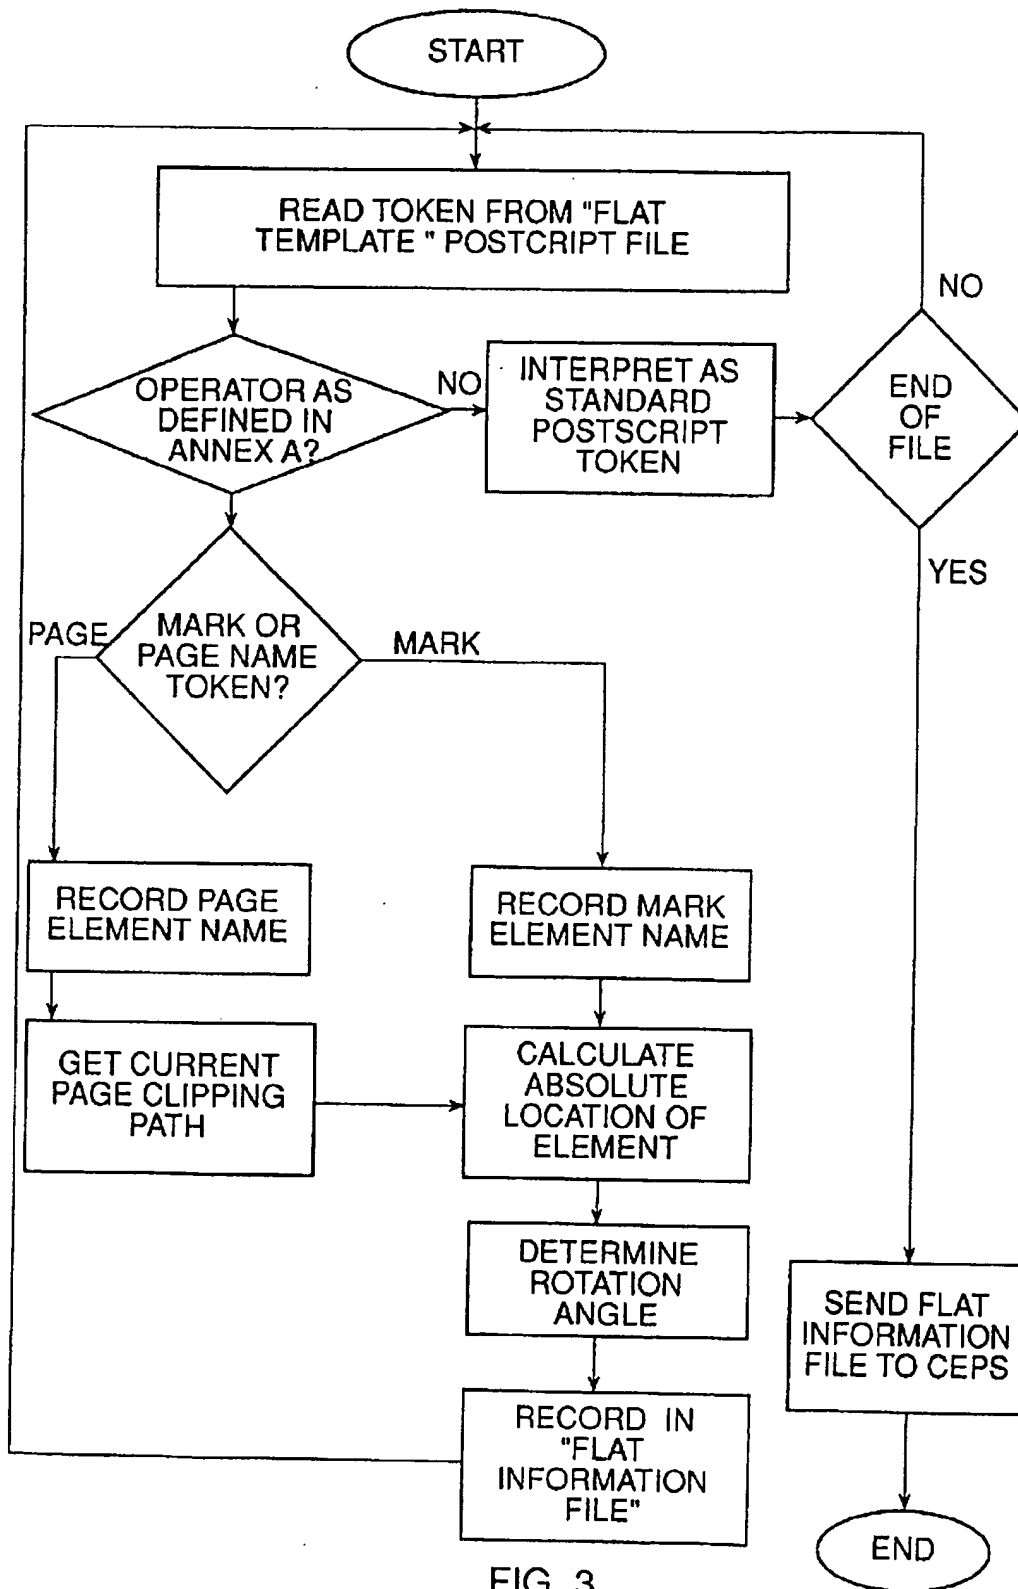 START
READ TOKEN FROM "FLAT
TEMPLATE " POSTCRIPT FILE
NO
OPERATOR AS
DEFINED IN
ANNEX A?
NO
INTERPRET AS
STANDARD
POSTSCRIPT
TOKEN
END
OF
FILE
YES
MARK OR
PAGE NAME
TOKEN?
PAGE
MARK
RECORD PAGE
ELEMENT NAME
RECORD MARK
ELEMENT NAME
GET CURRENT
PAGE CLIPPING
PATH
CALCULATE
ABSOLUTE
LOCATION OF
ELEMENT
DETERMINE
ROTATION
ANGLE
SEND FLAT
INFORMATION
FILE TO CEPS
RECORD IN
"FLAT
INFORMATION
FILE"
END
FIG. 3